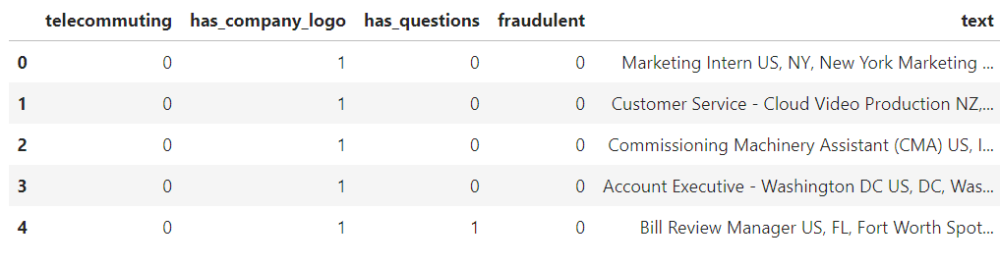 telecommuting has_company_logo has_questions fraudulent text
0 0 1 0 0 Marketing Intern US, NY, New York Marketing ...
1 0 1 0 0 Customer Service - Cloud Video Production NZ,...
2 0 1 0 0 Commissioning Machinery Assistant (CMA) US, I...
3 0 1 0 0 Account Executive - Washington DC US, DC, Was...
4 0 1 1 0 Bill Review Manager US, FL, Fort Worth Spot...